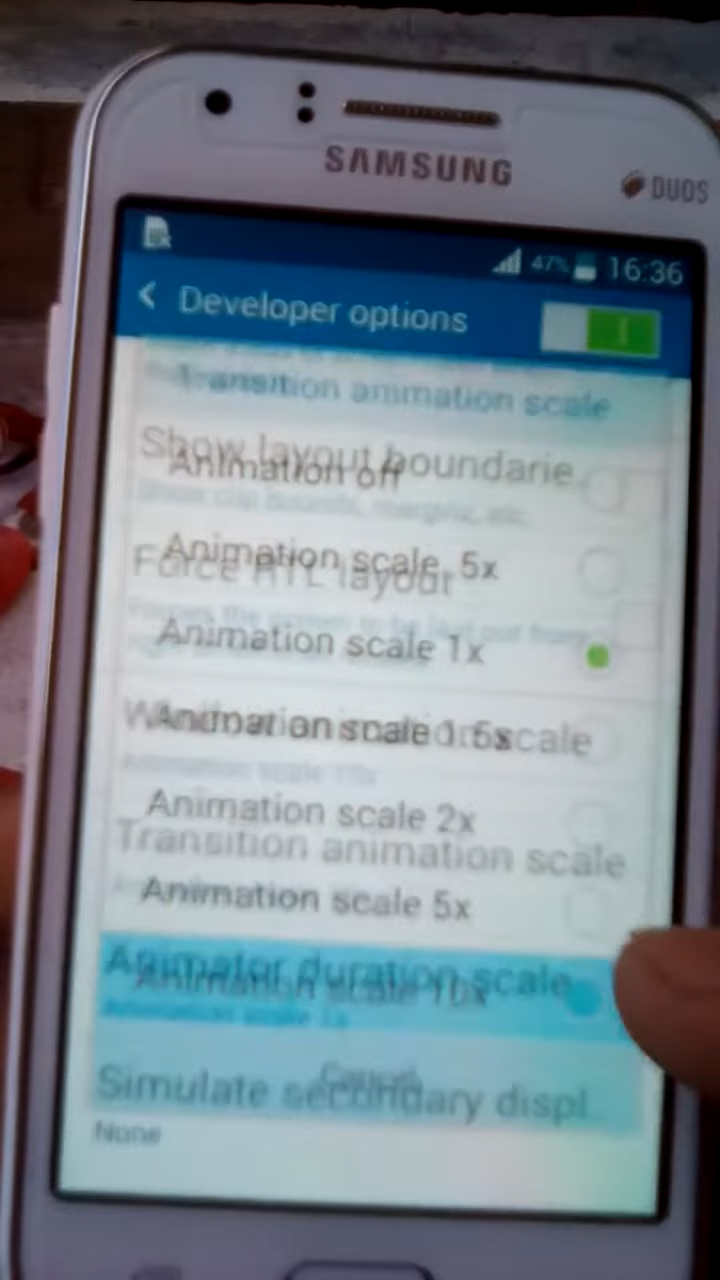 SAMSUNG
DUOS
47% 16:36
Developer options
Transition animation scale
Show layout boundarie
Animation off
Show clip bounds, margins, etc.
Animation scale .5x
Force RTL layout
Animation scale 1x
Window animation scale
Animation scale 1.5x
Animation scale 10x
Animation scale 2x
Transition animation scale
Animation scale 5x
Animator duration scale
Animation scale 10x
Animation scale 1x
Cancel
Simulate secondary displ..
None